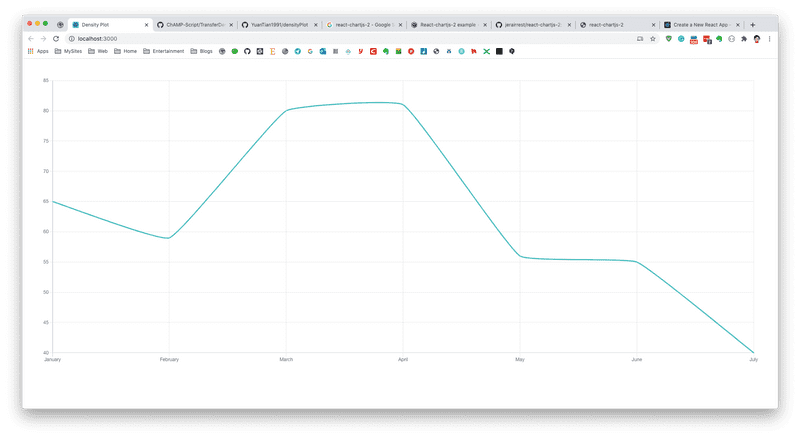 Density Plot
ChAMP-Script/TransferCo
YuanTian1991/densityPlot
react-chartjs-2 - Google S
React-chartjs-2 example
jerairrest/react-chartjs-2:
react-chartjs-2
Create a New React App –
localhost:3000
Apps MySites Web Home Entertainment Blogs
85
80
75
70
65
60
55
50
45
40
January February March April May June July